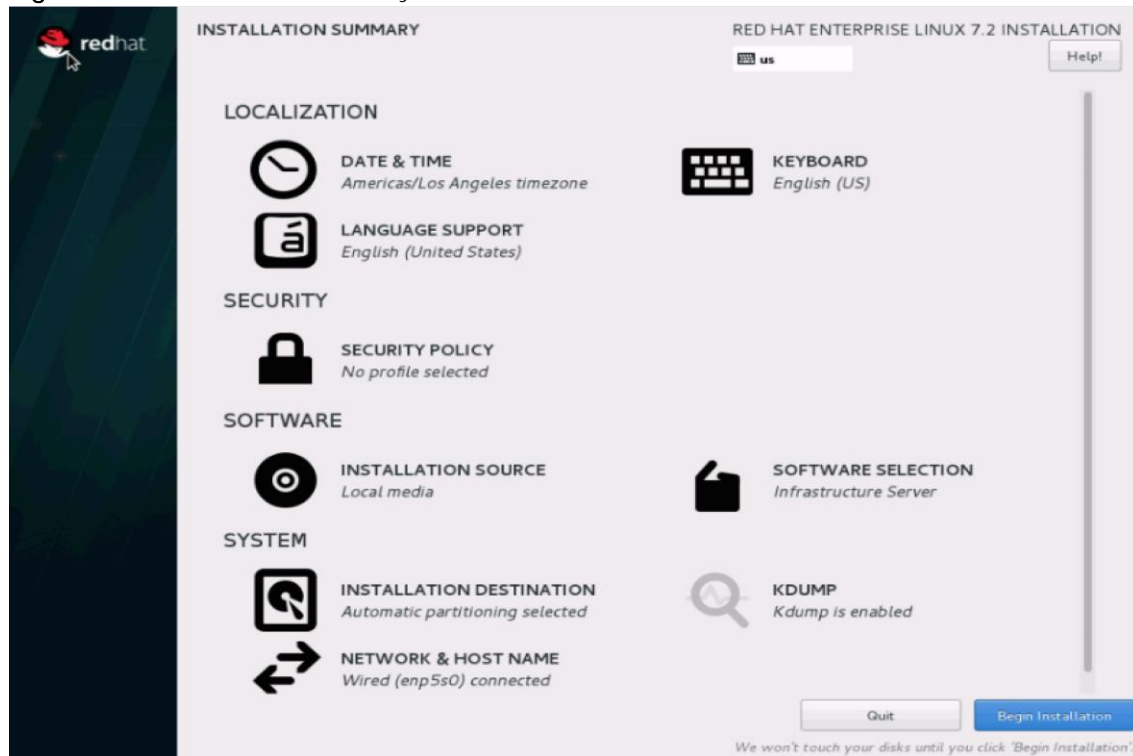 redhat
INSTALLATION SUMMARY
RED HAT ENTERPRISE LINUX 7.2 INSTALLATION
us
Help!
LOCALIZATION
DATE & TIME
Americas/Los Angeles timezone
KEYBOARD
English (US)
á
LANGUAGE SUPPORT
English (United States)
SECURITY
SECURITY POLICY
No profile selected
SOFTWARE
INSTALLATION SOURCE
Local media
SOFTWARE SELECTION
Infrastructure Server
SYSTEM
INSTALLATION DESTINATION
Automatic partitioning selected
KDUMP
Kdump is enabled
NETWORK & HOST NAME
Wired (enp5s0) connected
Quit
Begin Installation
We won't touch your disks until you click 'Begin Installation'